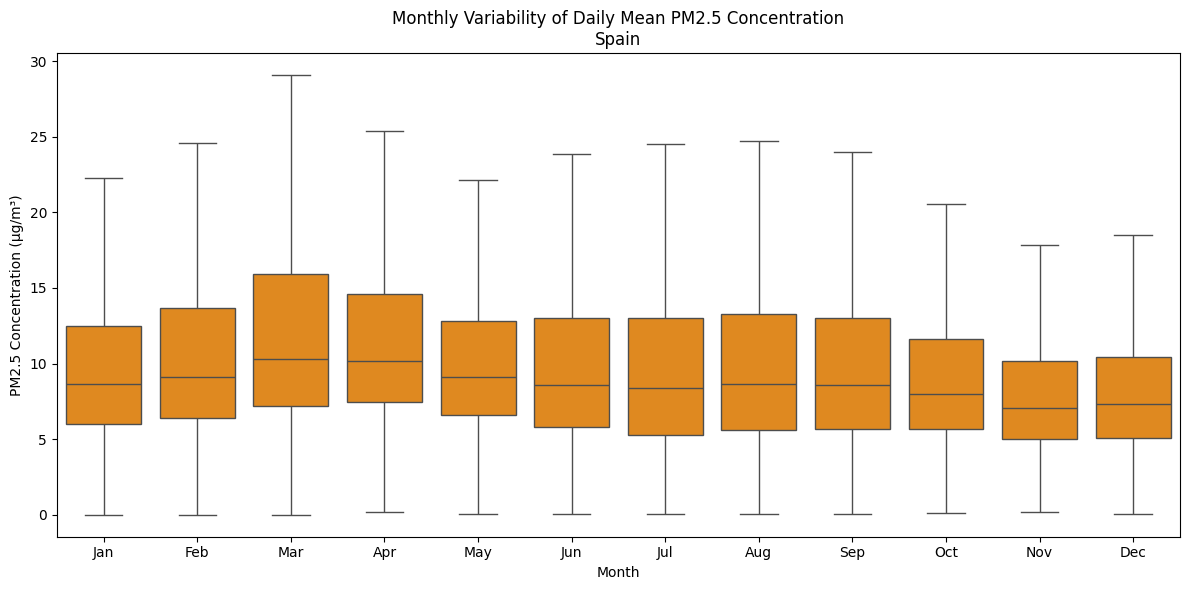 Monthly Variability of Daily Mean PM2.5 Concentration
Spain
PM2.5 Concentration (µg/m³)
30
25
20
15
10
5
0
Jan Feb Mar Apr May Jun Jul Aug Sep Oct Nov Dec
Month